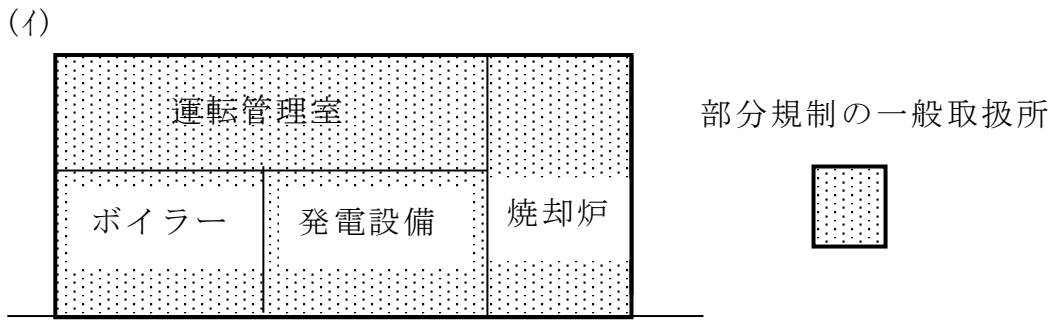 (ｲ)
運転管理室
部分規制の一般取扱所
ボイラー
発電設備
焼却炉